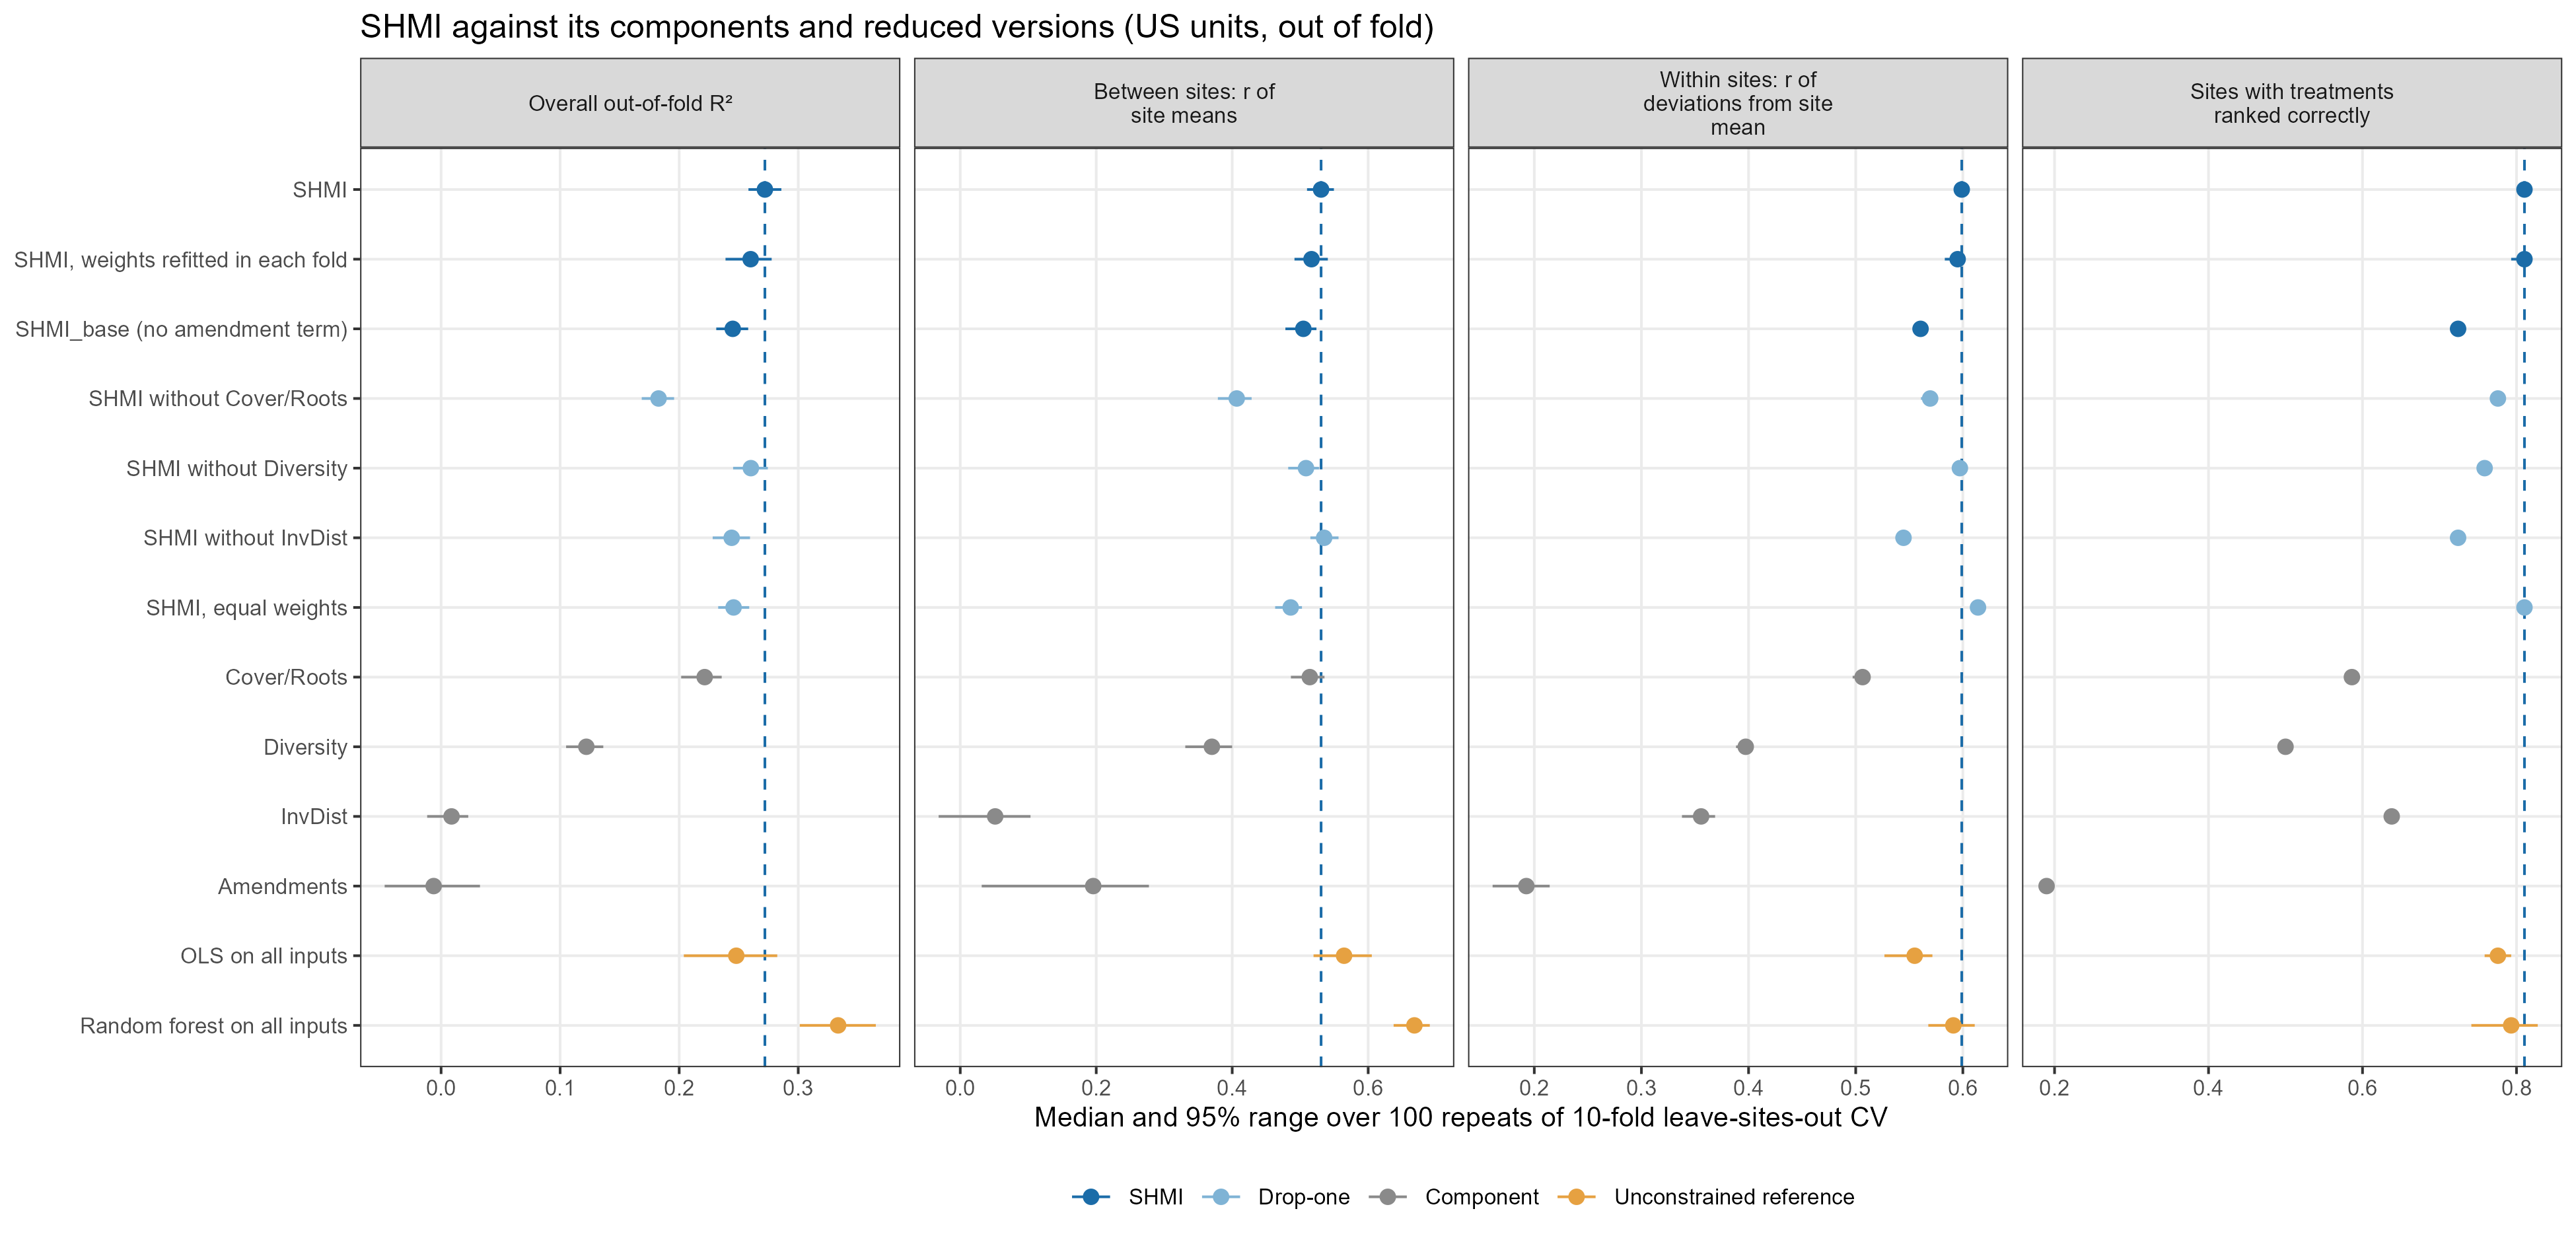 SHMI against its components and reduced versions (US units, out of fold)
Overall out-of-fold R²
Between sites: r of
site means
Within sites: r of
deviations from site
mean
Sites with treatments
ranked correctly
SHMI
SHMI, weights refitted in each fold
SHMI_base (no amendment term)
SHMI without Cover/Roots
SHMI without Diversity
SHMI without InvDist
SHMI, equal weights
Cover/Roots
Diversity
InvDist
Amendments
OLS on all inputs
Random forest on all inputs
0.0 0.1 0.2 0.3
0.0 0.2 0.4 0.6
0.2 0.3 0.4 0.5 0.6
0.2 0.4 0.6 0.8
Median and 95% range over 100 repeats of 10-fold leave-sites-out CV
SHMI Drop-one Component Unconstrained reference